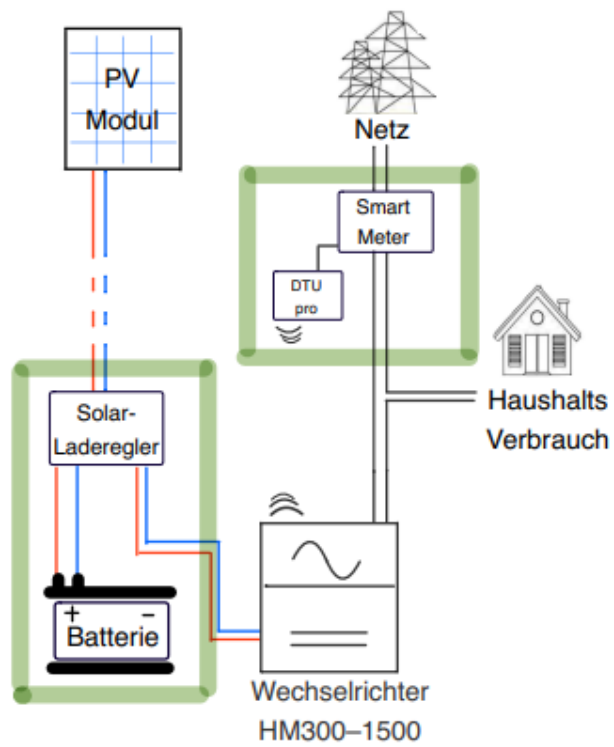 PV
Modul
Netz
Smart
Meter
DTU
pro
Haushalts
Verbrauch
Solar-
Laderegler
+ –
Batterie
Wechselrichter
HM300–1500